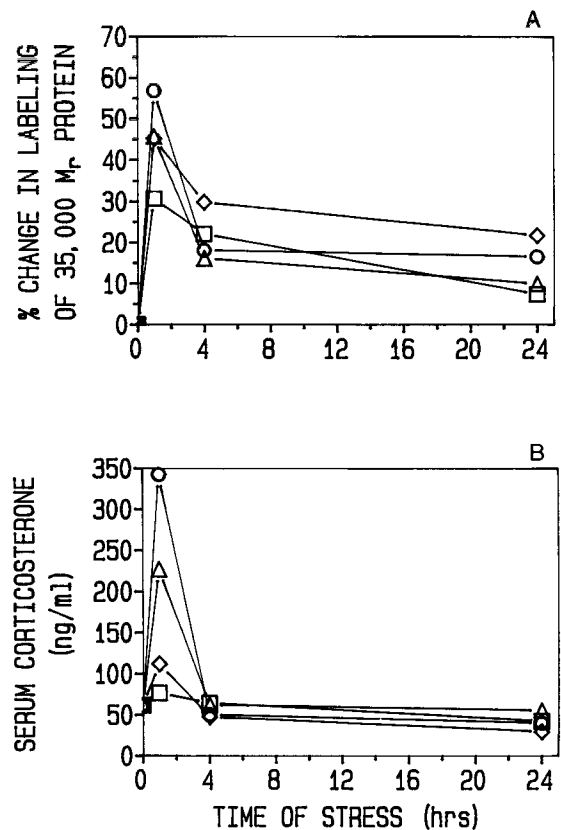 A
% CHANGE IN LABELING
OF 35,000 Mr PROTEIN
70
60
50
40
30
20
10
0
0 4 8 12 16 20 24
B
SERUM CORTICOSTERONE
(ng/ml)
350
300
250
200
150
100
50
0
0 4 8 12 16 20 24
TIME OF STRESS (hrs)